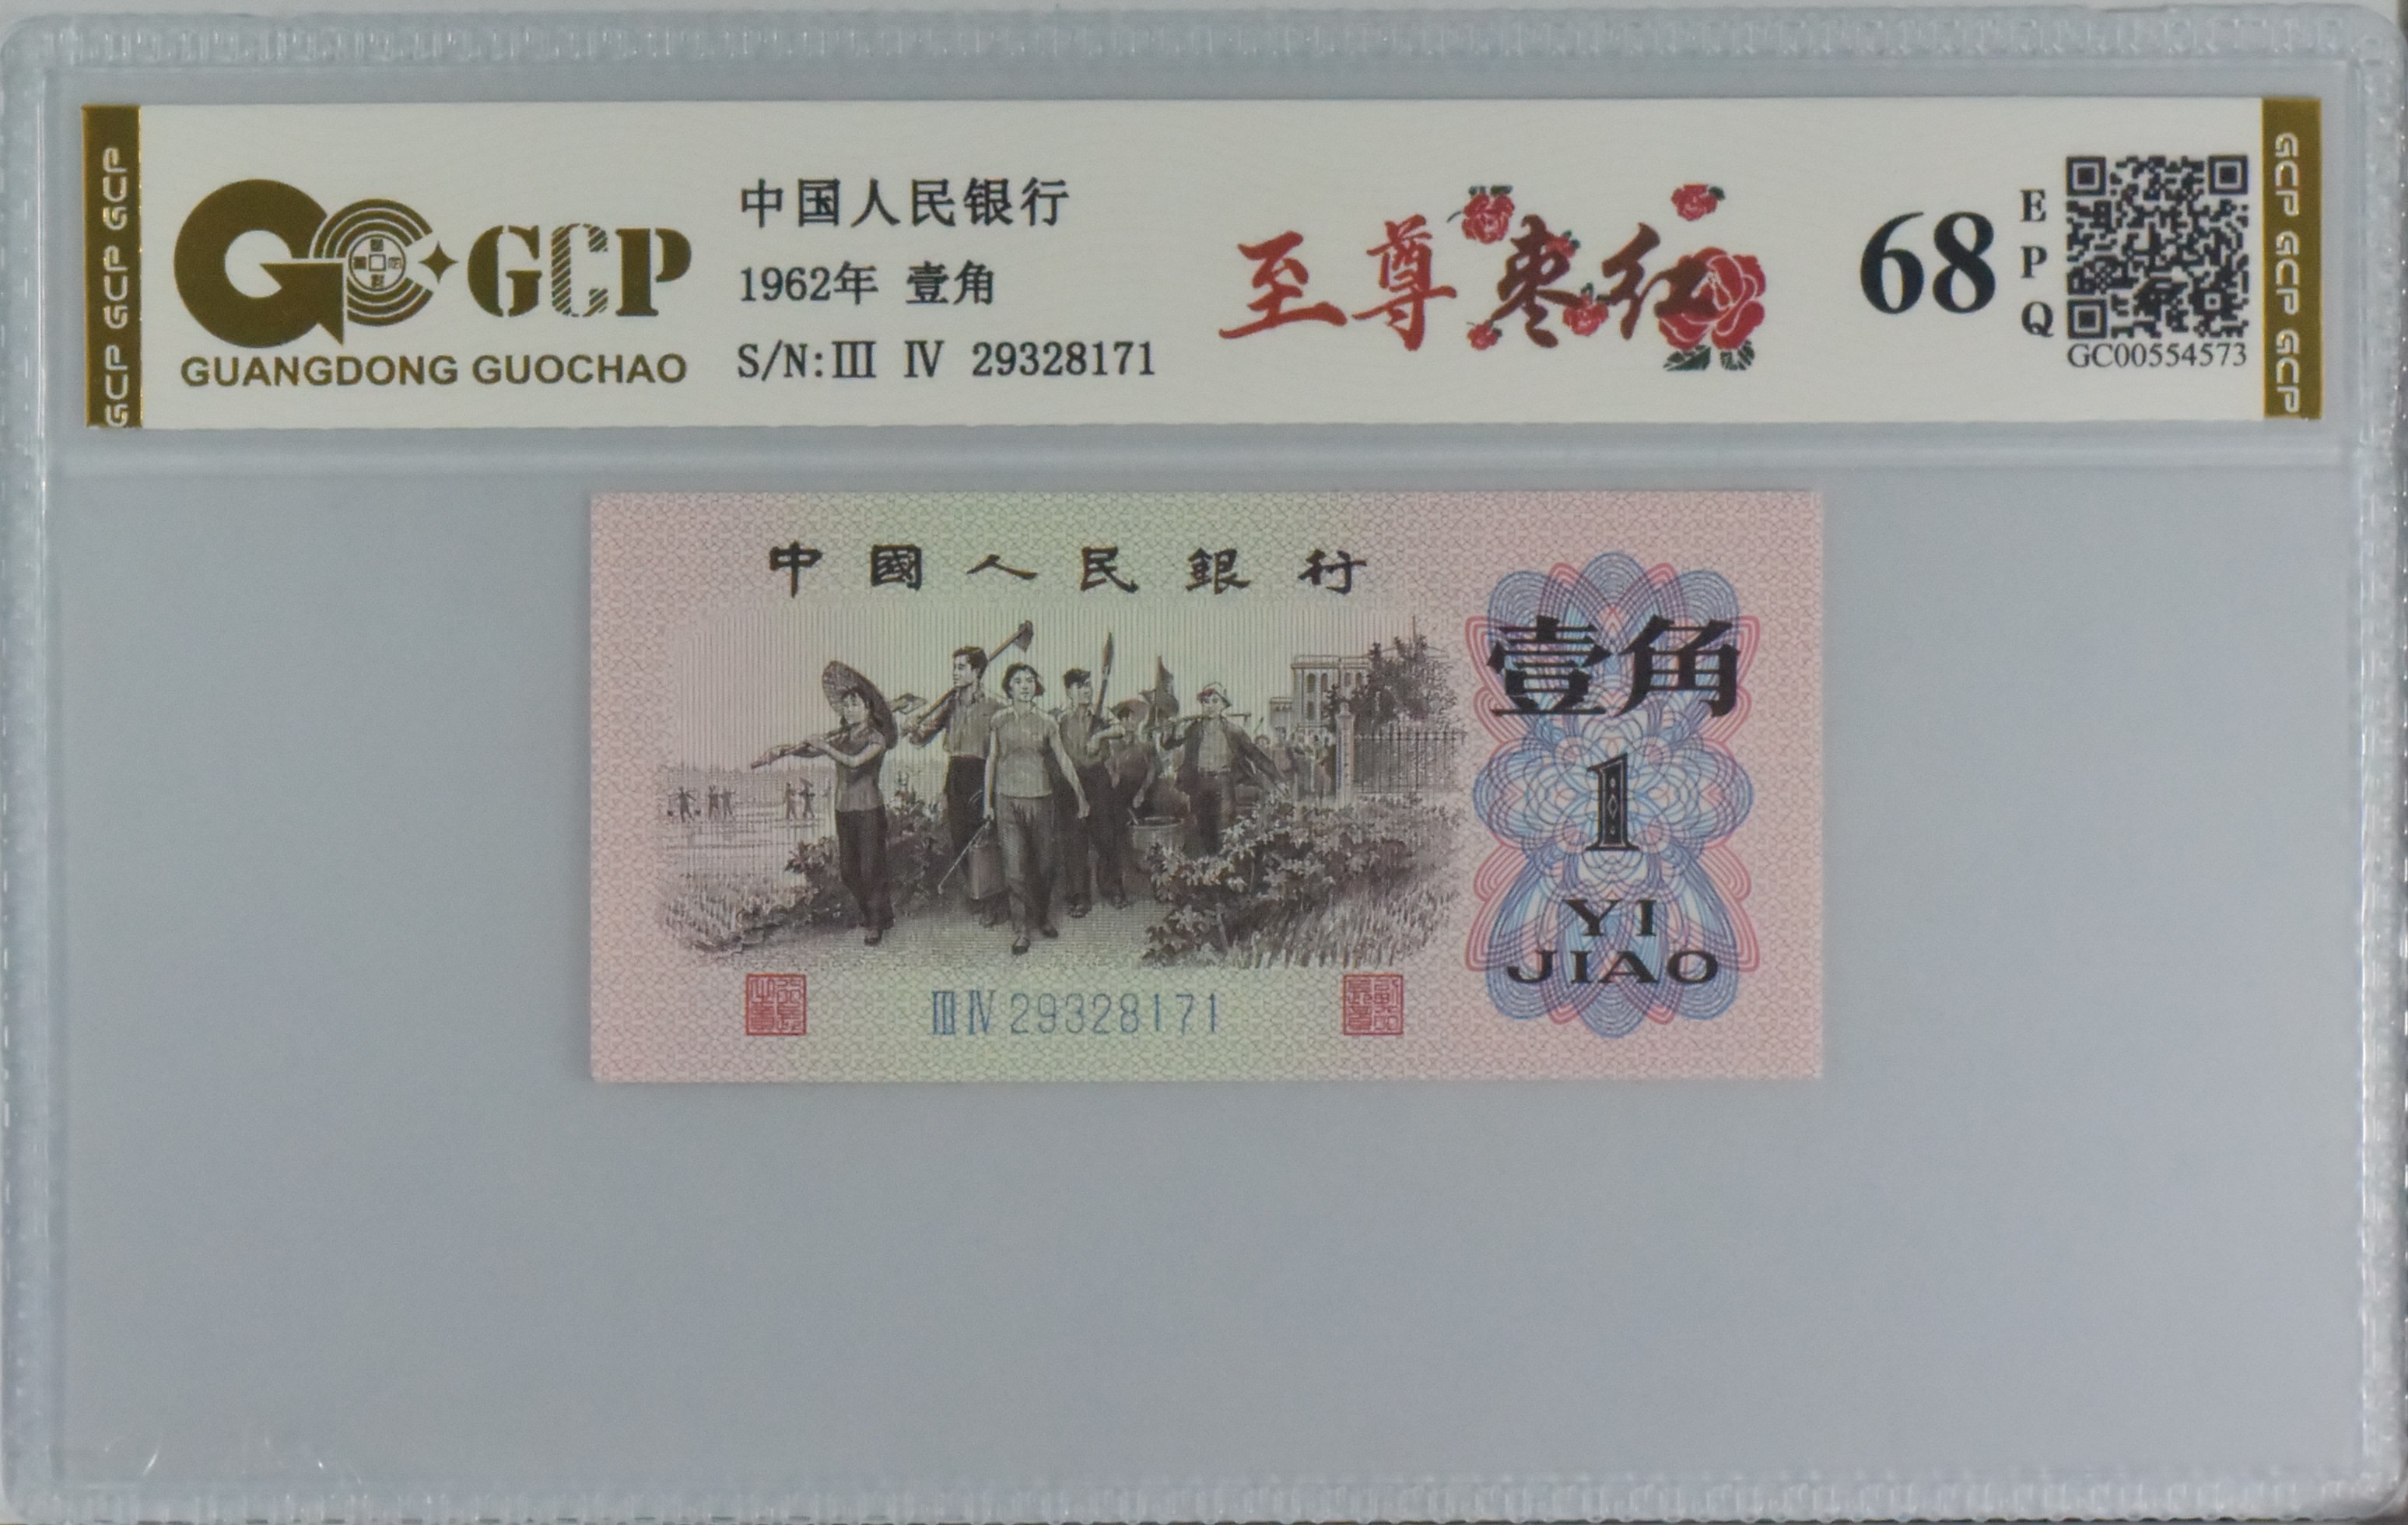 GCP GCP GCP
GCP
GUANGDONG GUOCHAO
中国人民银行
1962年 壹角
S/N:Ⅲ Ⅳ 29328171
至尊枣红
68
EPQ
GC00554573
GCP GCP GCP
中國人民銀行
壹角
1
YI
JIAO
Ⅲ Ⅳ 29328171